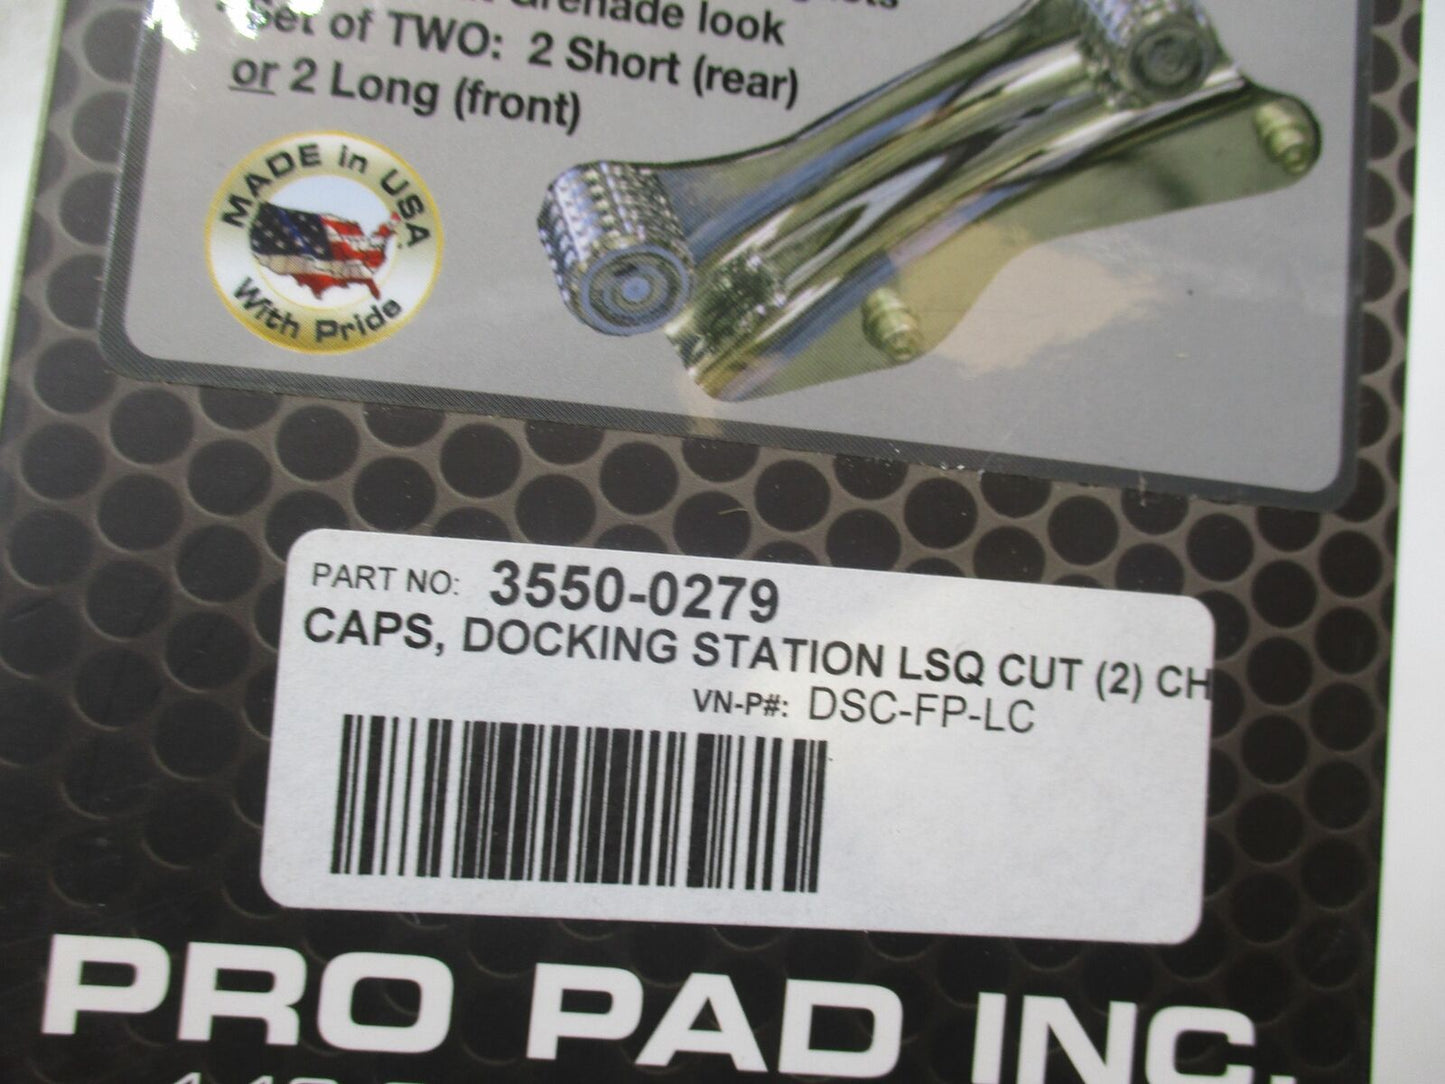 Grenade look
Set of TWO: 2 Short (rear)
or 2 Long (front)
MADE in USA
With Pride
PART NO: 3550-0279
CAPS, DOCKING STATION LSQ CUT (2) CH
VN-P#: DSC-FP-LC
PRO PAD INC.